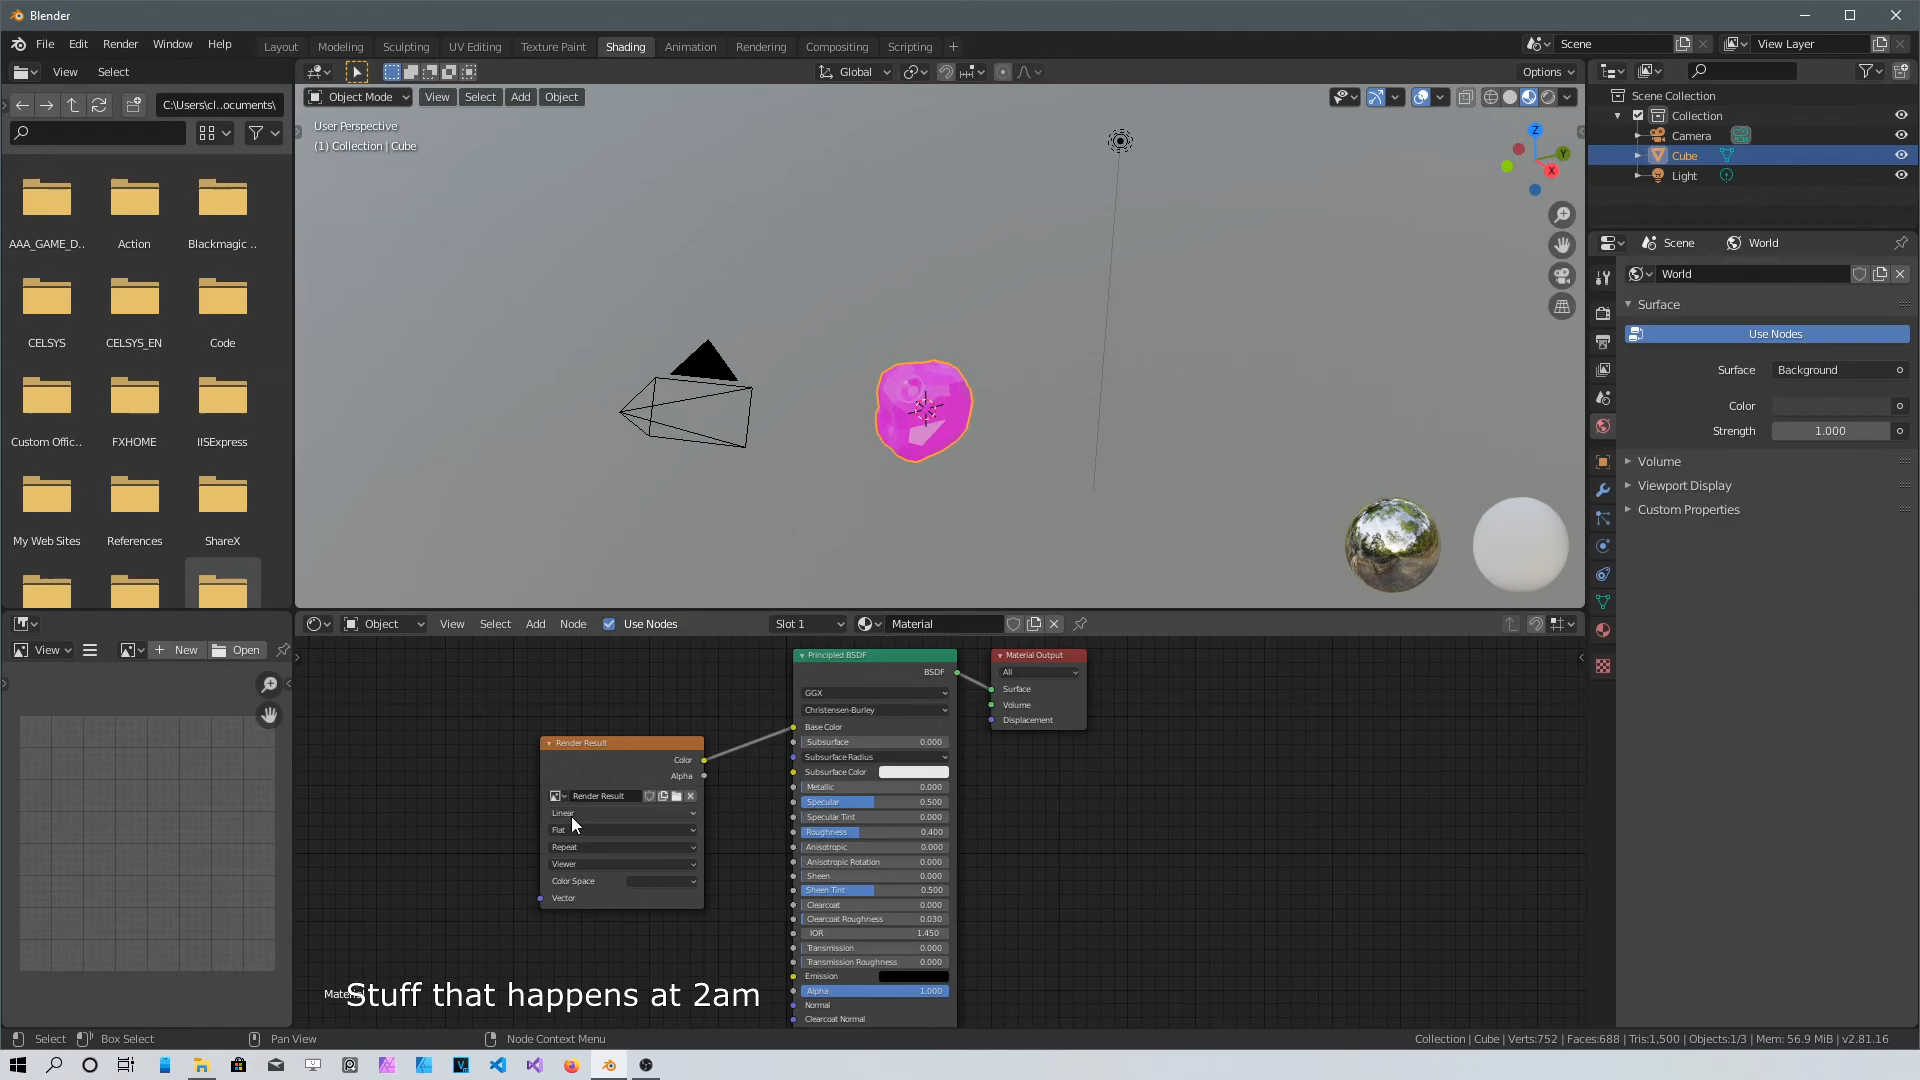 Blender
File Edit Render Window Help Layout Modeling Sculpting UV Editing Texture Paint Shading Animation Rendering Compositing Scripting + Scene View Layer
View Select Global Options
C:\Users\cl..ocuments\
Object Mode View Select Add Object
User Perspective
(1) Collection | Cube
Z
Y
X
AAA_GAME_D.. Action Blackmagic ..
CELSYS CELSYS_EN Code
Custom Offic.. FXHOME IISExpress
My Web Sites References ShareX
Scene Collection
Collection
Camera
Cube
Light
Scene World
World
Surface
Use Nodes
Surface Background
Color
Strength 1.000
Volume
Viewport Display
Custom Properties
View New Open
Object View Select Add Node Use Nodes Slot 1 Material
Render Result
Color
Alpha
Render Result
Linear
Flat
Repeat
Viewer
Color Space
Vector
Principled BSDF
BSDF
GGX
Christensen-Burley
Base Color
Subsurface 0.000
Subsurface Radius
Subsurface Color
Metallic 0.000
Specular 0.500
Specular Tint 0.000
Roughness 0.400
Anisotropic 0.000
Anisotropic Rotation 0.000
Sheen 0.000
Sheen Tint 0.500
Clearcoat 0.000
Clearcoat Roughness 0.030
IOR 1.450
Transmission 0.000
Transmission Roughness 0.000
Emission
Alpha 1.000
Normal
Clearcoat Normal
Material Output
All
Surface
Volume
Displacement
Stuff that happens at 2am
Select Box Select Pan View Node Context Menu Collection | Cube | Verts:752 | Faces:688 | Tris:1,500 | Objects:1/3 | Mem: 56.9 MiB | v2.81.16